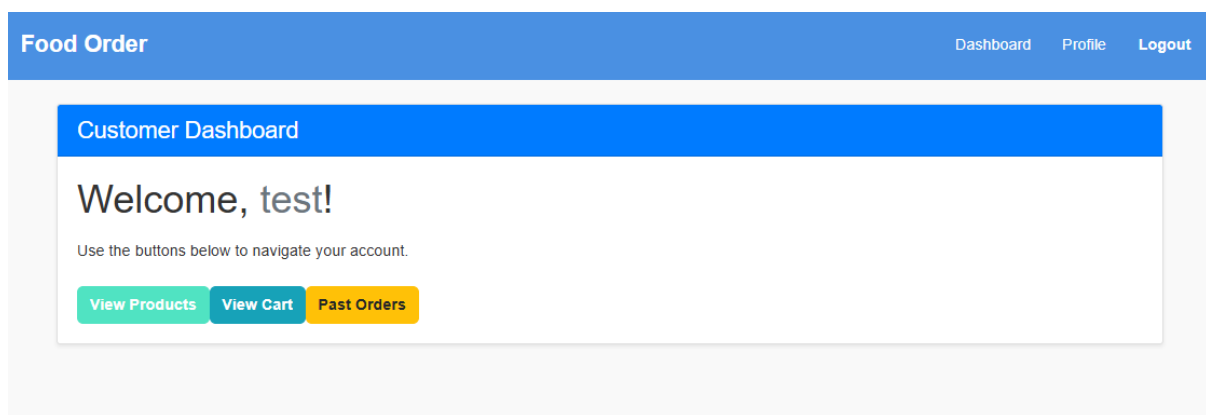 Food Order Dashboard Profile Logout
Customer Dashboard
Welcome, test!
Use the buttons below to navigate your account.
View Products View Cart Past Orders